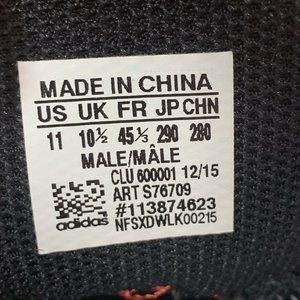 MADE IN CHINA
US UK FR JP CHN
11 10½ 45⅓ 290 280
MALE/MÂLE
CLU 600001 12/15
ART S76709
#113874623
adidas NFSXDWLK00215